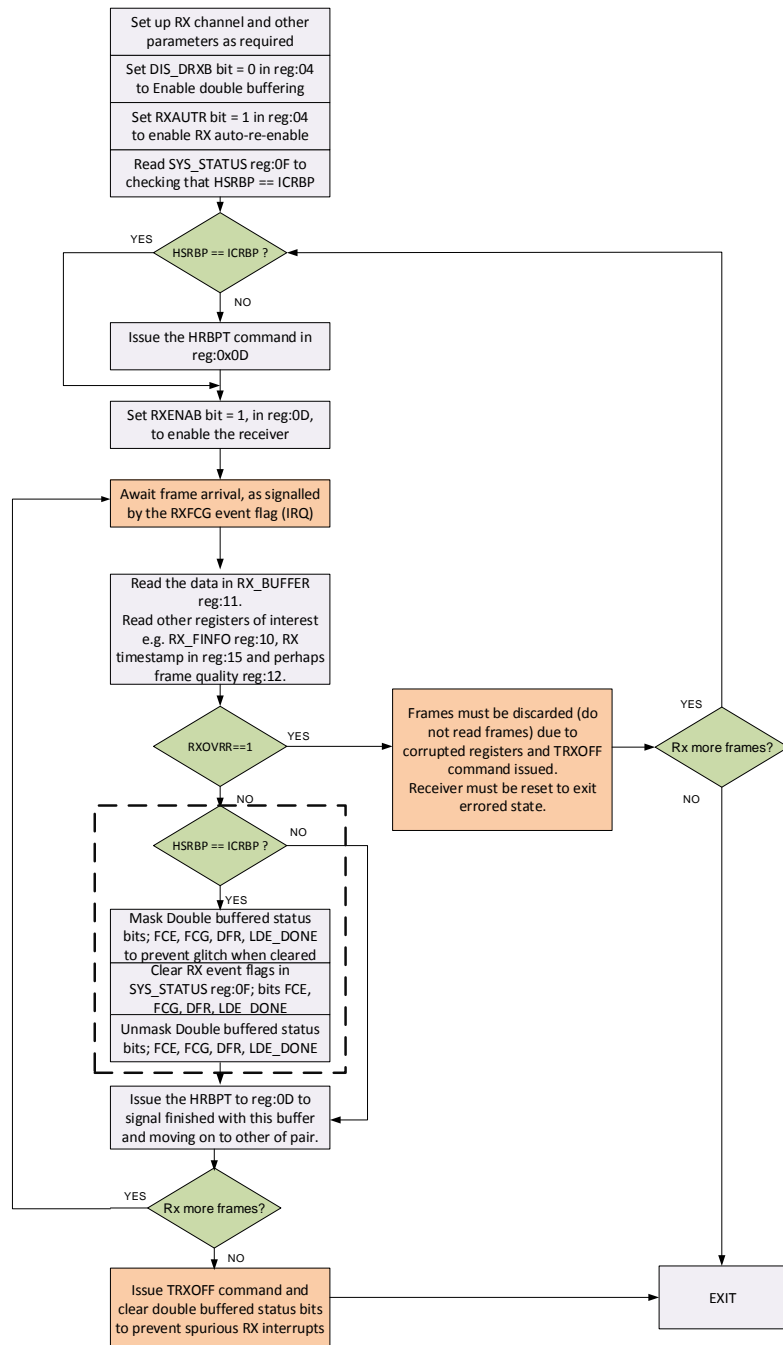 Set up RX channel and other
parameters as required
Set DIS_DRXB bit = 0 in reg:04
to Enable double buffering
Set RXAUTR bit = 1 in reg:04
to enable RX auto-re-enable
Read SYS_STATUS reg:0F to
checking that HSRBP == ICRBP
YES
HSRBP == ICRBP ?
NO
Issue the HRBPT command in
reg:0x0D
Set RXENAB bit = 1, in reg:0D,
to enable the receiver
Await frame arrival, as signalled
by the RXFCG event flag (IRQ)
Read the data in RX_BUFFER
reg:11.
Read other registers of interest
e.g. RX_FINFO reg:10, RX
timestamp in reg:15 and perhaps
frame quality reg:12.
RXOVRR==1
YES
NO
Frames must be discarded (do
not read frames) due to
corrupted registers and TRXOFF
command issued.
Receiver must be reset to exit
errored state.
YES
Rx more frames?
NO
HSRBP == ICRBP ?
NO
YES
Mask Double buffered status
bits; FCE, FCG, DFR, LDE_DONE
to prevent glitch when cleared
Clear RX event flags in
SYS_STATUS reg:0F; bits FCE,
FCG, DFR, LDE_DONE
Unmask Double buffered status
bits; FCE, FCG, DFR, LDE_DONE
Issue the HRBPT to reg:0D to
signal finished with this buffer
and moving on to other of pair.
YES
Rx more frames?
NO
Issue TRXOFF command and
clear double buffered status bits
to prevent spurious RX interrupts
EXIT